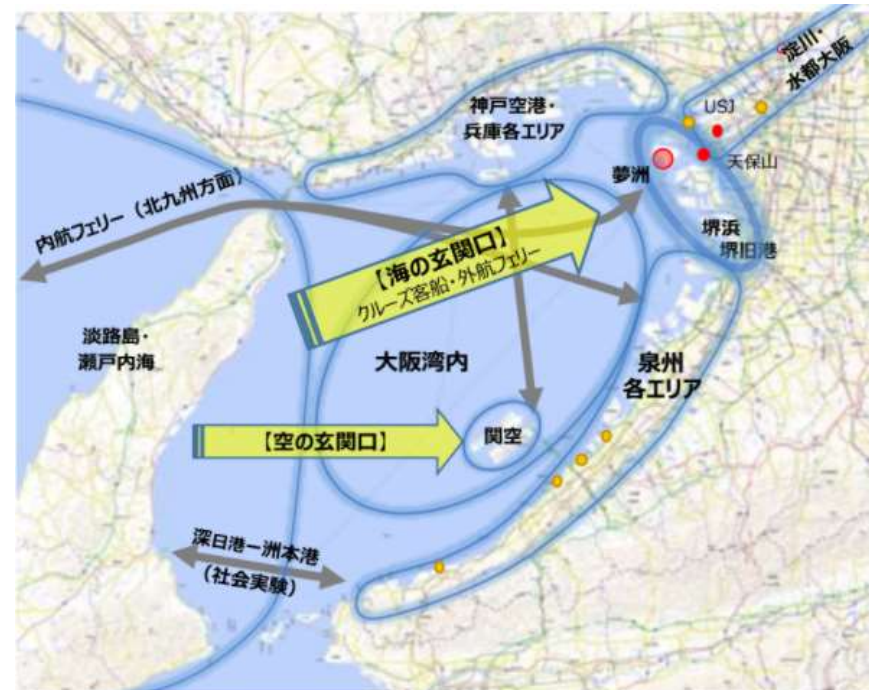 淀川・
水都大阪
神戸空港・
兵庫各エリア
USJ
天保山
夢洲
堺浜
堺旧港
内航フェリー（北九州方面）
【海の玄関口】
クルーズ客船・外航フェリー
淡路島・
瀬戸内海
大阪湾内
泉州
各エリア
【空の玄関口】
関空
深日港－洲本港
（社会実験）